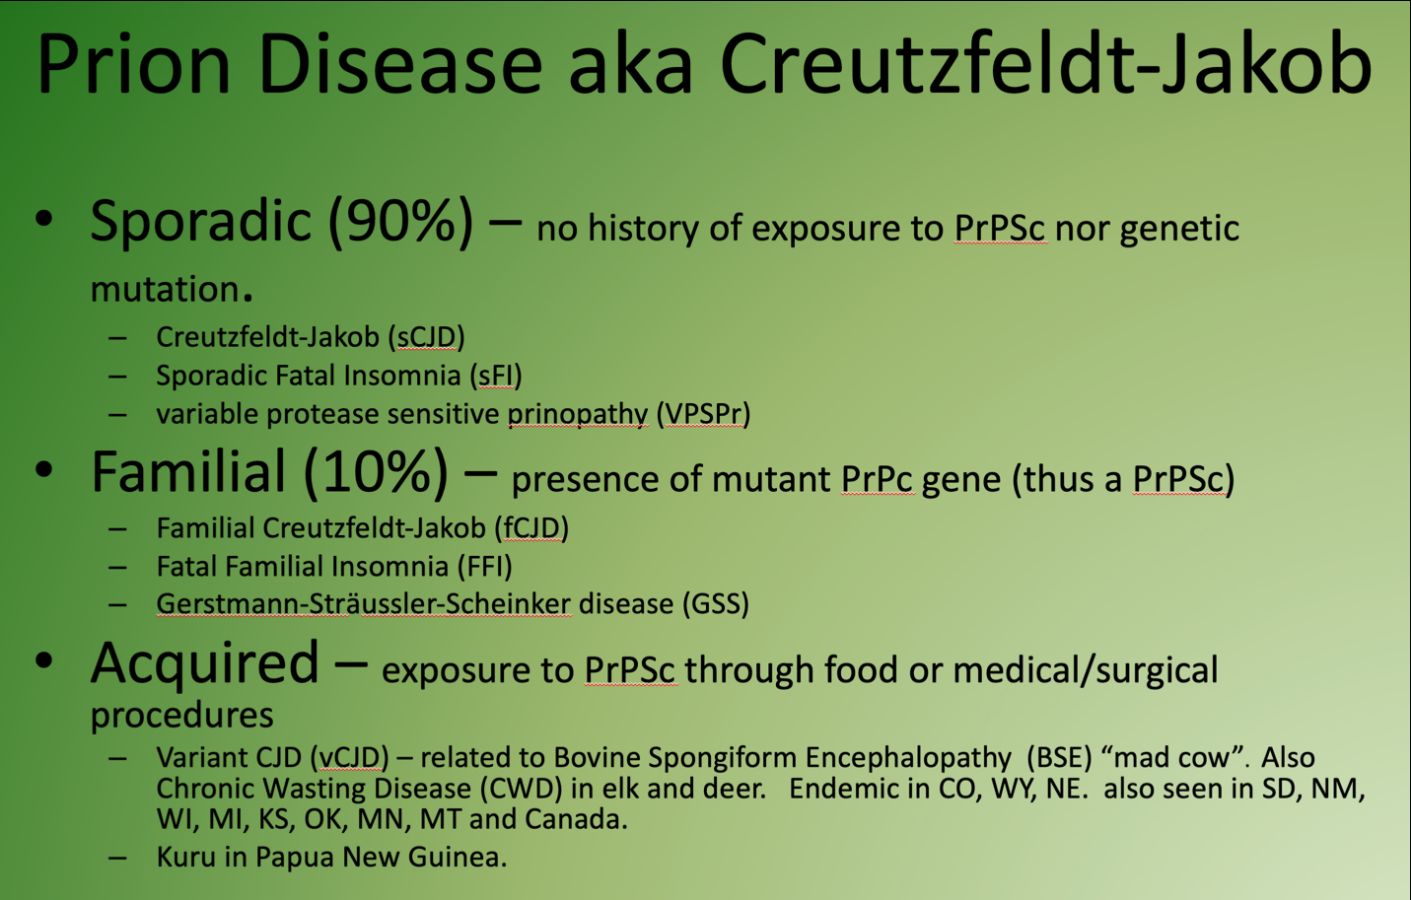 Prion Disease aka Creutzfeldt-Jakob
• Sporadic (90%) – no history of exposure to PrPSc nor genetic
mutation.
– Creutzfeldt-Jakob (sCJD)
– Sporadic Fatal Insomnia (sFI)
– variable protease sensitive prinopathy (VPSPr)
• Familial (10%) – presence of mutant PrPc gene (thus a PrPSc)
– Familial Creutzfeldt-Jakob (fCJD)
– Fatal Familial Insomnia (FFI)
– Gerstmann-Sträussler-Scheinker disease (GSS)
• Acquired – exposure to PrPSc through food or medical/surgical
procedures
– Variant CJD (vCJD) – related to Bovine Spongiform Encephalopathy  (BSE) “mad cow”. Also
Chronic Wasting Disease (CWD) in elk and deer.   Endemic in CO, WY, NE.  also seen in SD, NM,
WI, MI, KS, OK, MN, MT and Canada.
– Kuru in Papua New Guinea.